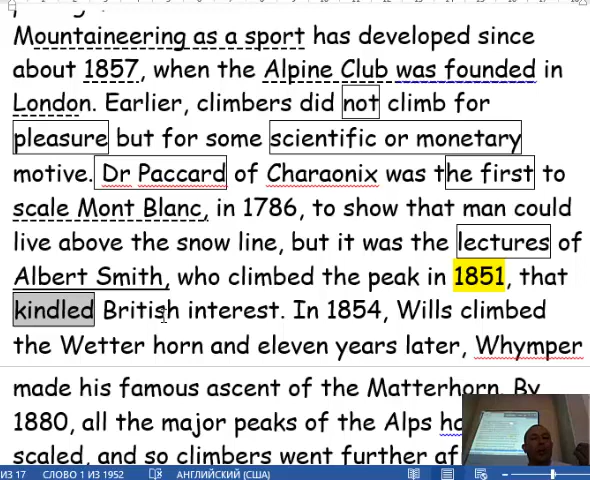 Mountaineering as a sport has developed since
about 1857, when the Alpine Club was founded in
London. Earlier, climbers did not climb for
pleasure but for some scientific or monetary
motive. Dr Paccard of Charaonix was the first to
scale Mont Blanc, in 1786, to show that man could
live above the snow line, but it was the lectures of
Albert Smith, who climbed the peak in 1851, that
kindled British interest. In 1854, Wills climbed
the Wetter horn and eleven years later, Whymper
made his famous ascent of the Matterhorn. By
1880, all the major peaks of the Alps
scaled, and so climbers went further
ИЗ 17 СЛОВО 1 ИЗ 1952 АНГЛИЙСКИЙ (США)